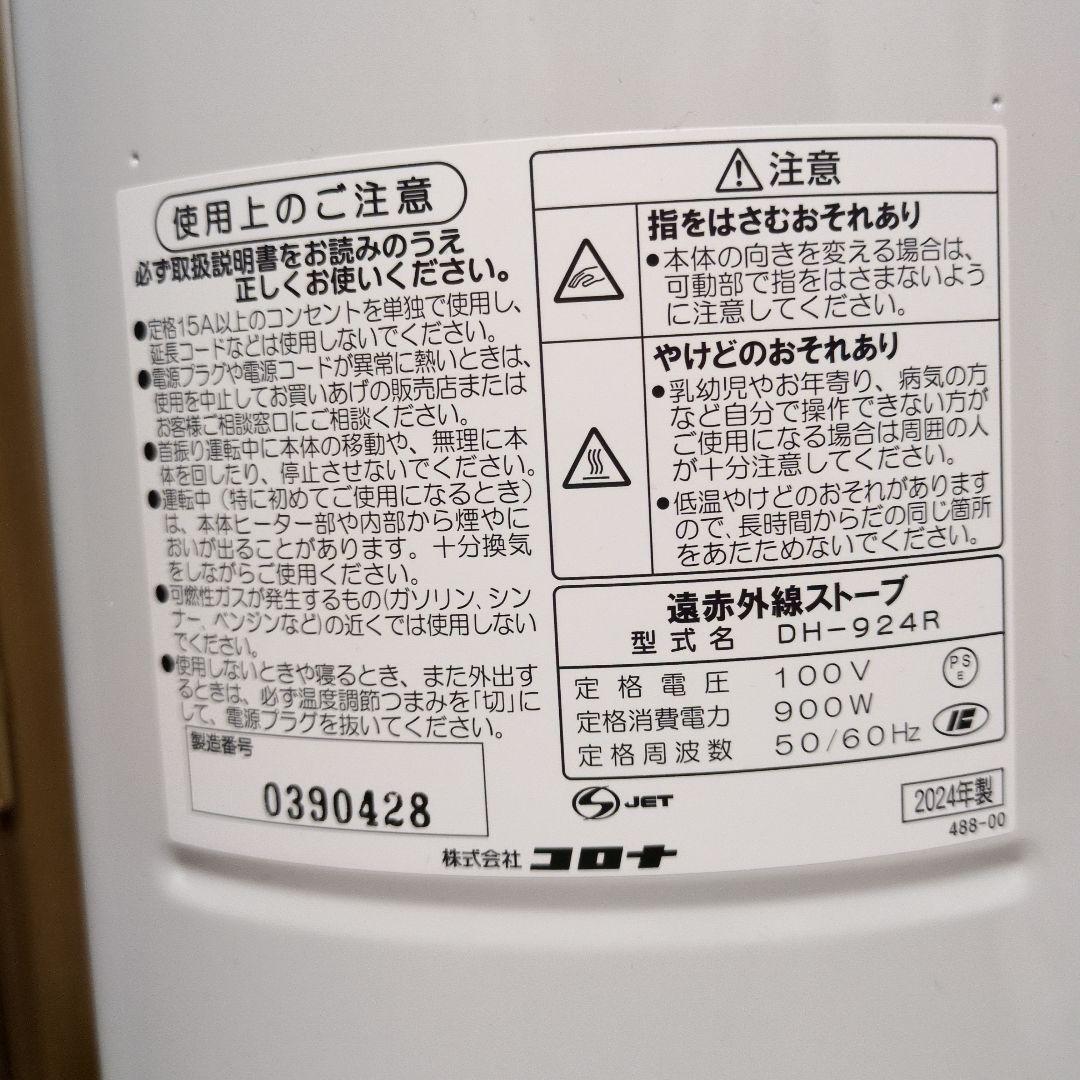 使用上のご注意
必ず取扱説明書をお読みのうえ
正しくお使いください。
●定格15A以上のコンセントを単独で使用し、
延長コードなどは使用しないでください。
●電源プラグや電源コードが異常に熱いときは、
使用を中止してお買いあげの販売店または
お客様ご相談窓口にご相談ください。
●首振り運転中に本体の移動や、無理に本
体を回したり、停止させないでください。
●運転中（特に初めてご使用になるとき）
は、本体ヒーター部や内部から煙やに
おいが出ることがあります。十分換気
をしながらご使用ください。
●可燃性ガスが発生するもの(ガソリン、シン
ナー、ベンジンなど)の近くでは使用しない
でください。
●使用しないときや寝るとき、また外出す
るときは、必ず温度調節つまみを「切」に
して、電源プラグを抜いてください。
製造番号
0390428
注意
指をはさむおそれあり
●本体の向きを変える場合は、
可動部で指をはさまないよう
に注意してください。
やけどのおそれあり
●乳幼児やお年寄り、病気の方
など自分で操作できない方が
ご使用になる場合は周囲の人
が十分注意してください。
●低温やけどのおそれがあります
ので、長時間からだの同じ箇所
をあたためないでください。
遠赤外線ストーブ
型式名 DH-924R
定格電圧 100V
定格消費電力 900W
定格周波数 50/60Hz
PS
E
S JET
2024年製
488-00
株式会社 コロナ